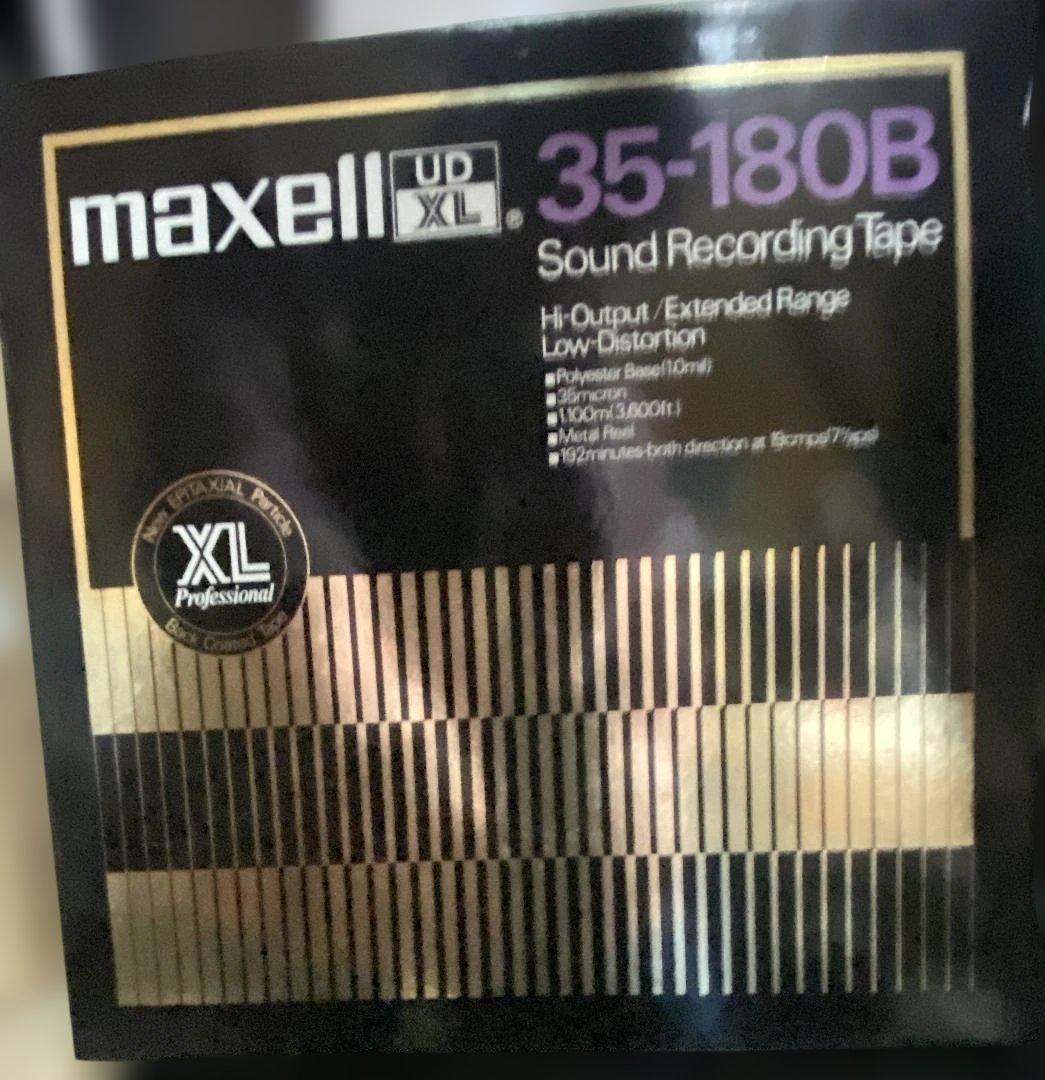 maxell UD XL ®
35-180B
Sound Recording Tape
Hi-Output/Extended Range
Low-Distortion
■Polyester Base(1.0mil)
■35micron
■1,100m(3,600ft.)
■Metal Reel
■192minutes-both direction at 19cmps(7½ips)
New EPITAXIAL Particle
XL
Professional
Back Coated Tape